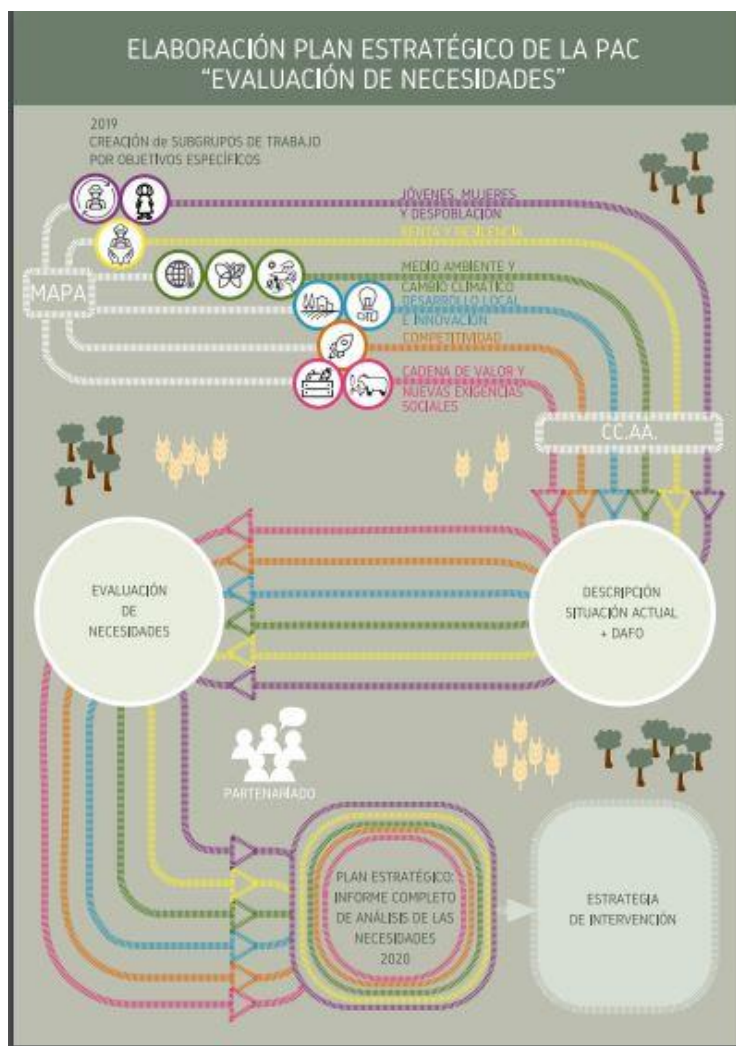 ELABORACIÓN PLAN ESTRATÉGICO DE LA PAC
"EVALUACIÓN DE NECESIDADES"
2019
CREACIÓN de SUBGRUPOS DE TRABAJO
POR OBJETIVOS ESPECÍFICOS
JÓVENES, MUJERES
Y DESPOBLACIÓN
RENTA Y RESILENCIA
MEDIO AMBIENTE Y
CAMBIO CLIMÁTICO
MAPA
DESARROLLO LOCAL
E INNOVACIÓN
COMPETITIVIDAD
CADENA DE VALOR Y
NUEVAS EXIGENCIAS
SOCIALES
CC.AA.
EVALUACIÓN
DE
NECESIDADES
DESCRIPCIÓN
SITUACIÓN ACTUAL
+ DAFO
PARTENARÍADO
PLAN ESTRATÉGICO:
INFORME COMPLETO
DE ANÁLISIS DE LAS
NECESIDADES
2020
ESTRATEGIA
DE INTERVENCIÓN